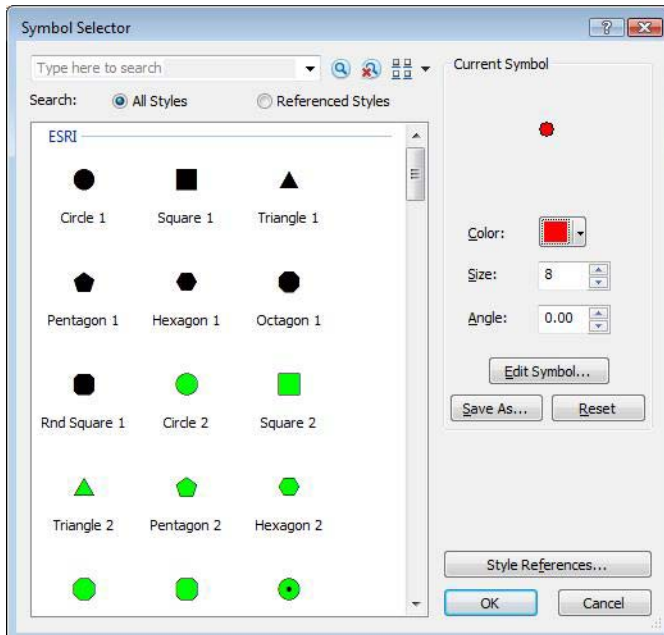 Symbol Selector
Type here to search
Search: All Styles Referenced Styles
ESRI
Circle 1 Square 1 Triangle 1
Pentagon 1 Hexagon 1 Octagon 1
Rnd Square 1 Circle 2 Square 2
Triangle 2 Pentagon 2 Hexagon 2
Current Symbol
Color:
Size: 8
Angle: 0.00
Edit Symbol...
Save As... Reset
Style References...
OK Cancel